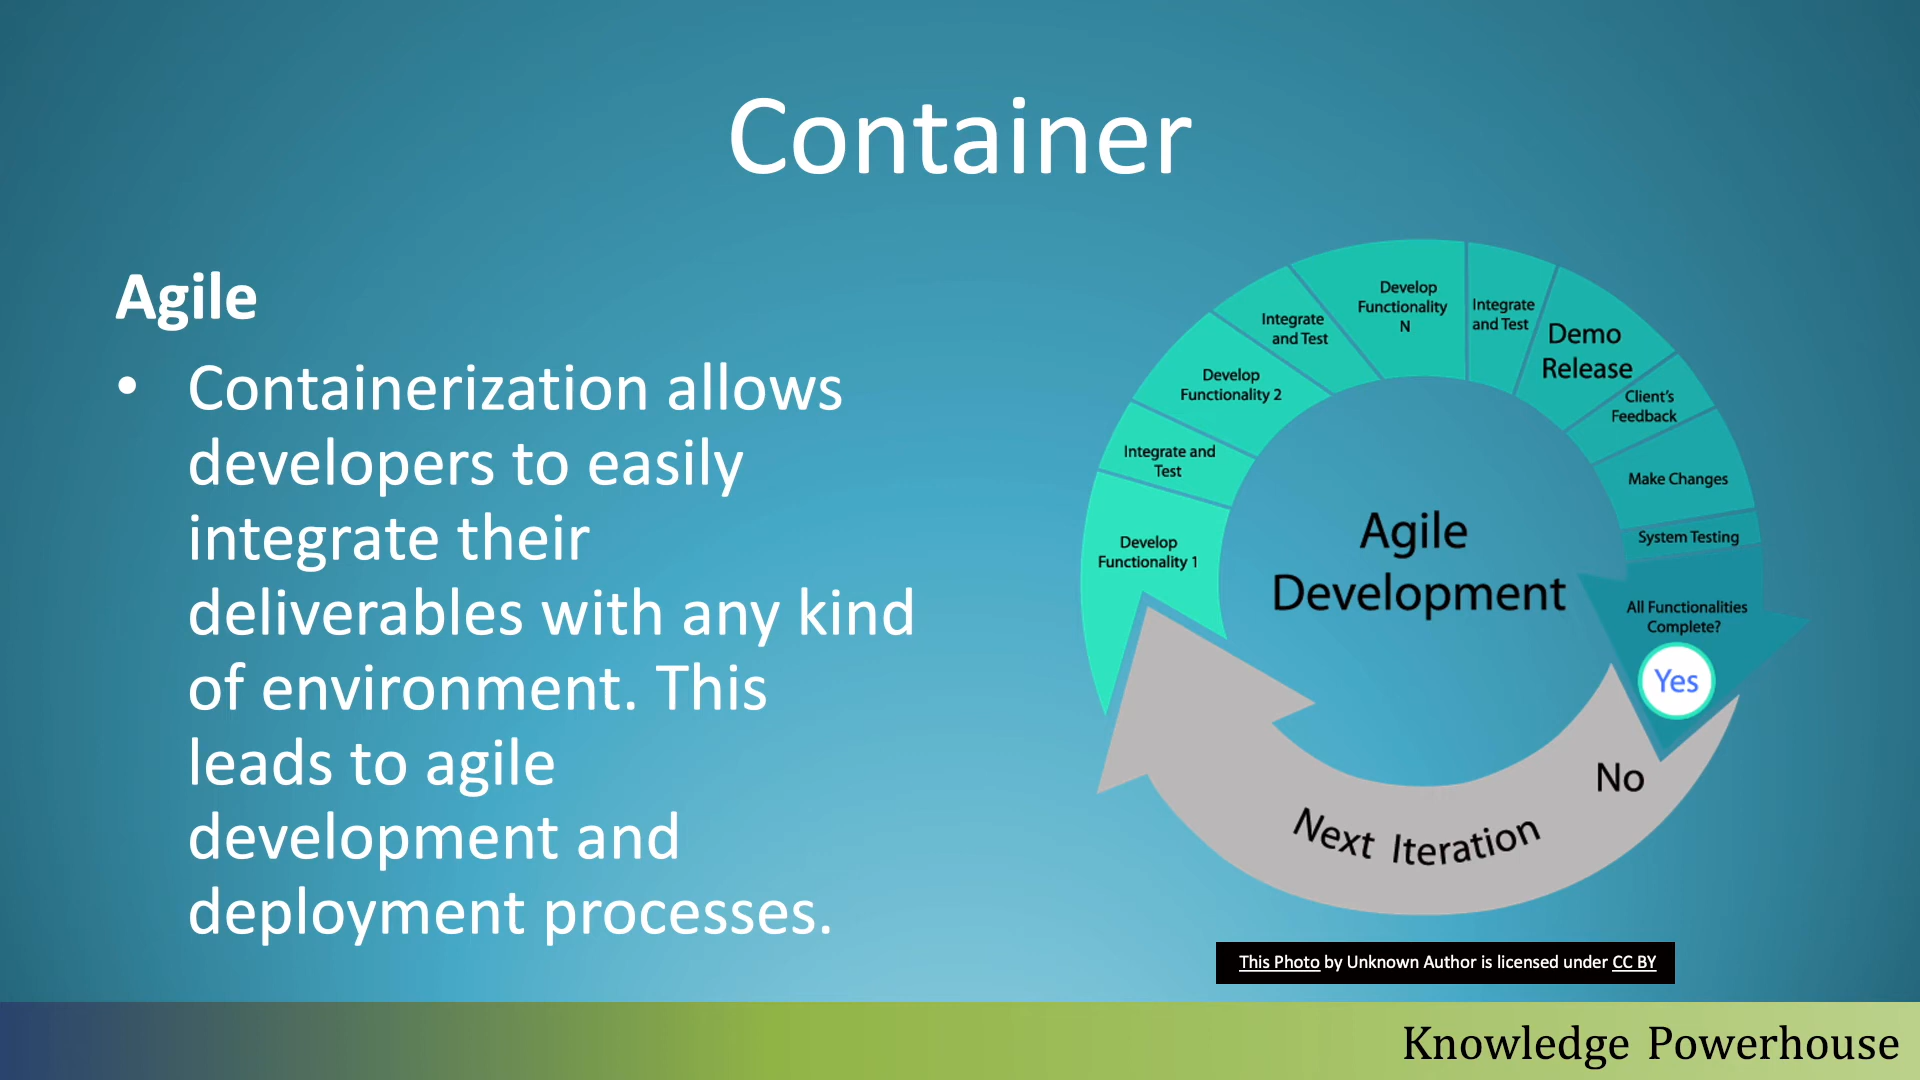 Container
Agile
• Containerization allows
developers to easily
integrate their
deliverables with any kind
of environment. This
leads to agile
development and
deployment processes.
Develop
Functionality 1
Integrate and
Test
Develop
Functionality 2
Integrate
and Test
Develop
Functionality
N
Integrate
and Test
Demo
Release
Client's
Feedback
Make Changes
System Testing
All Functionalities
Complete?
Yes
No
Next Iteration
Agile
Development
This Photo by Unknown Author is licensed under CC BY
Knowledge Powerhouse